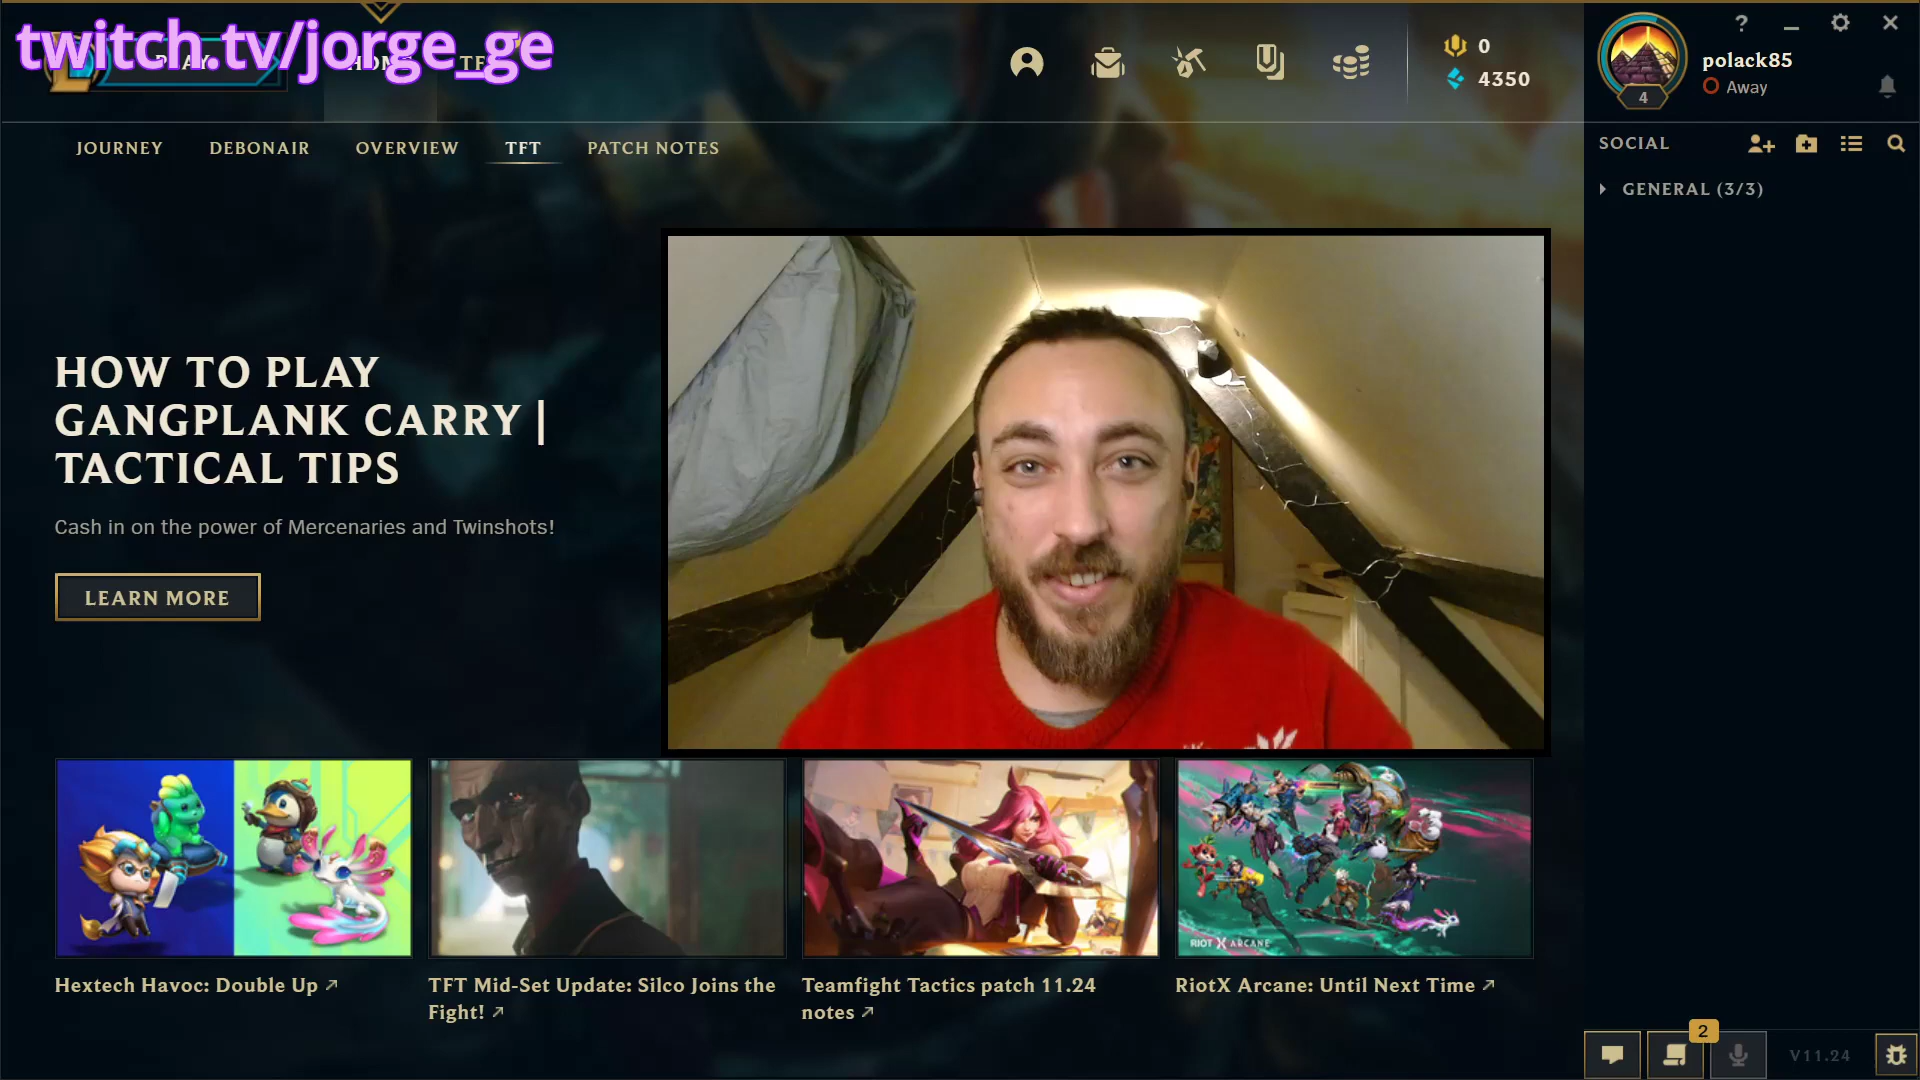 twitch.tv/jorge_ge
PLAY
HOME
TF
0
4350
polack85
Away
4
JOURNEY
DEBONAIR
OVERVIEW
TFT
PATCH NOTES
SOCIAL
GENERAL (3/3)
HOW TO PLAY
GANGPLANK CARRY |
TACTICAL TIPS
Cash in on the power of Mercenaries and Twinshots!
LEARN MORE
RIOT X ARCANE
Hextech Havoc: Double Up
TFT Mid-Set Update: Silco Joins the
Fight!
Teamfight Tactics patch 11.24
notes
RiotX Arcane: Until Next Time
2
V11.24